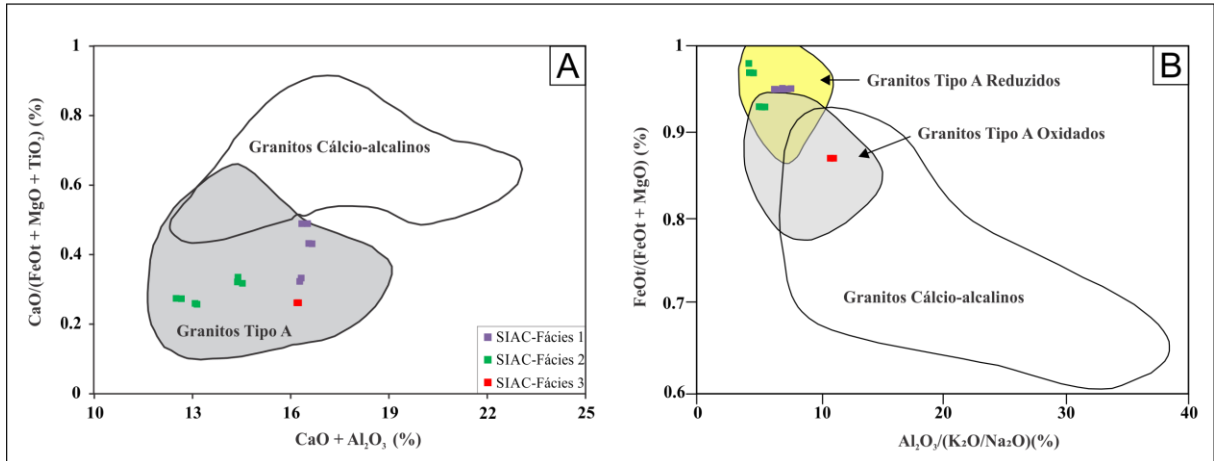 A
CaO/(FeOt + MgO + TiO₂) (%)
1
0.8
0.6
0.4
0.2
0
Granitos Cálcio-alcalinos
Granitos Tipo A
SIAC-Fácies 1
SIAC-Fácies 2
SIAC-Fácies 3
10 13 16 19 22 25
CaO + Al₂O₃ (%)
B
FeOt/(FeOt + MgO) (%)
1
0.9
0.8
0.7
0.6
Granitos Tipo A Reduzidos
Granitos Tipo A Oxidados
Granitos Cálcio-alcalinos
0 10 20 30 40
Al₂O₃/(K₂O/Na₂O)(%)